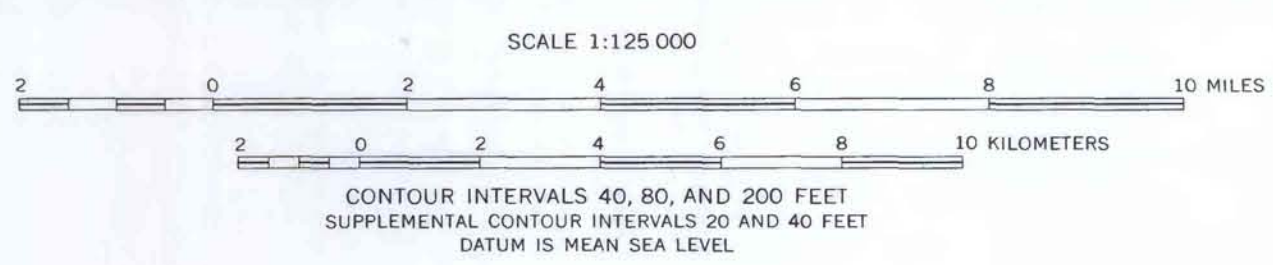 SCALE 1:125 000
2 0 2 4 6 8 10 MILES
2 0 2 4 6 8 10 KILOMETERS
CONTOUR INTERVALS 40, 80, AND 200 FEET
SUPPLEMENTAL CONTOUR INTERVALS 20 AND 40 FEET
DATUM IS MEAN SEA LEVEL